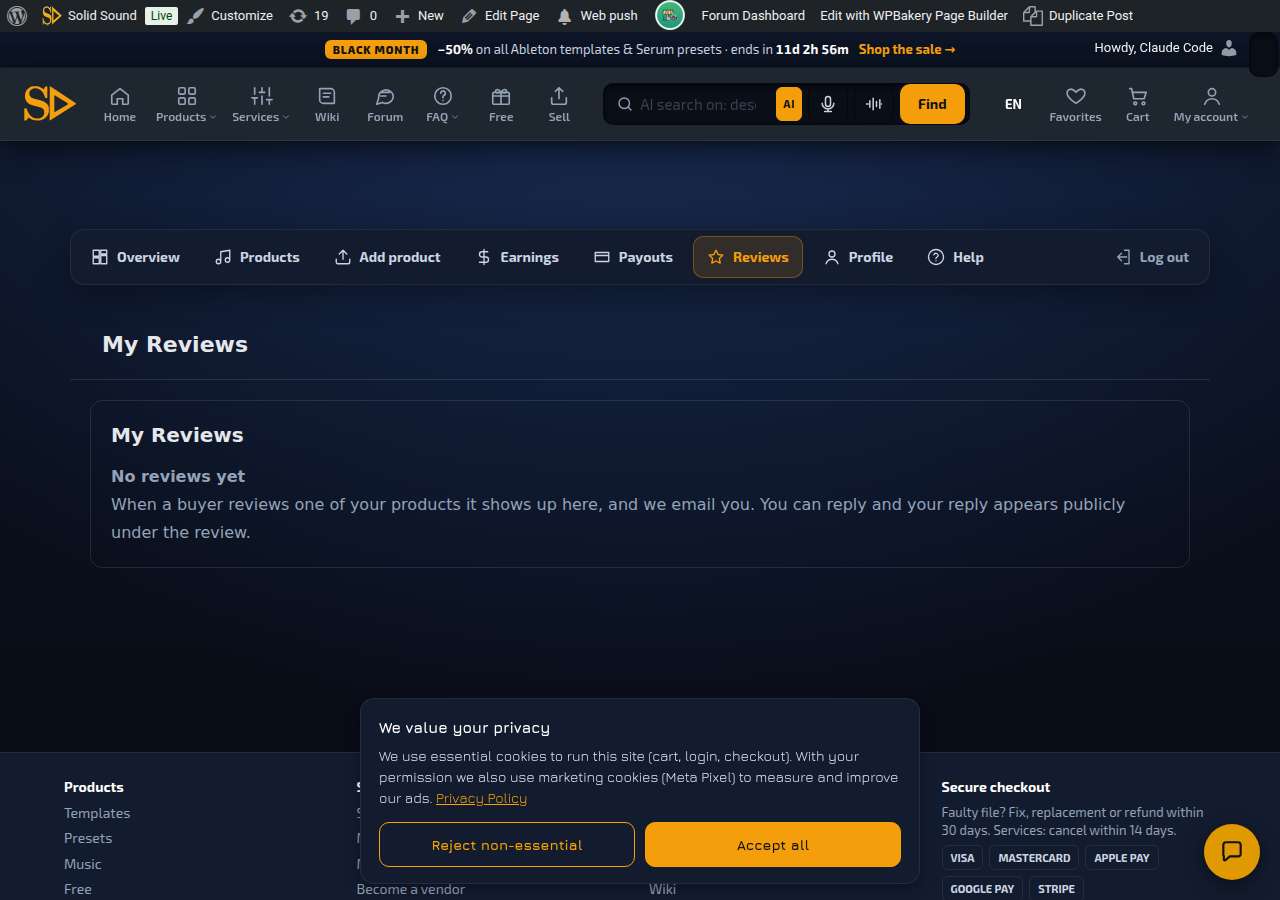 Solid Sound Live Customize 19 0 New Edit Page Web push Forum Dashboard Edit with WPBakery Page Builder Duplicate Post
BLACK MONTH −50% on all Ableton templates & Serum presets · ends in 11d 2h 56m Shop the sale →
Howdy, Claude Code
Home Products Services Wiki Forum FAQ Free Sell
AI search on: des AI Find
EN Favorites Cart My account
Overview Products Add product Earnings Payouts Reviews Profile Help Log out
My Reviews
My Reviews
No reviews yet
When a buyer reviews one of your products it shows up here, and we email you. You can reply and your reply appears publicly
under the review.
We value your privacy
We use essential cookies to run this site (cart, login, checkout). With your
permission we also use marketing cookies (Meta Pixel) to measure and improve
our ads. Privacy Policy
Reject non-essential Accept all
Products
Templates
Presets
Music
Free
Become a vendor
Wiki
Secure checkout
Faulty file? Fix, replacement or refund within
30 days. Services: cancel within 14 days.
VISA MASTERCARD APPLE PAY
GOOGLE PAY STRIPE